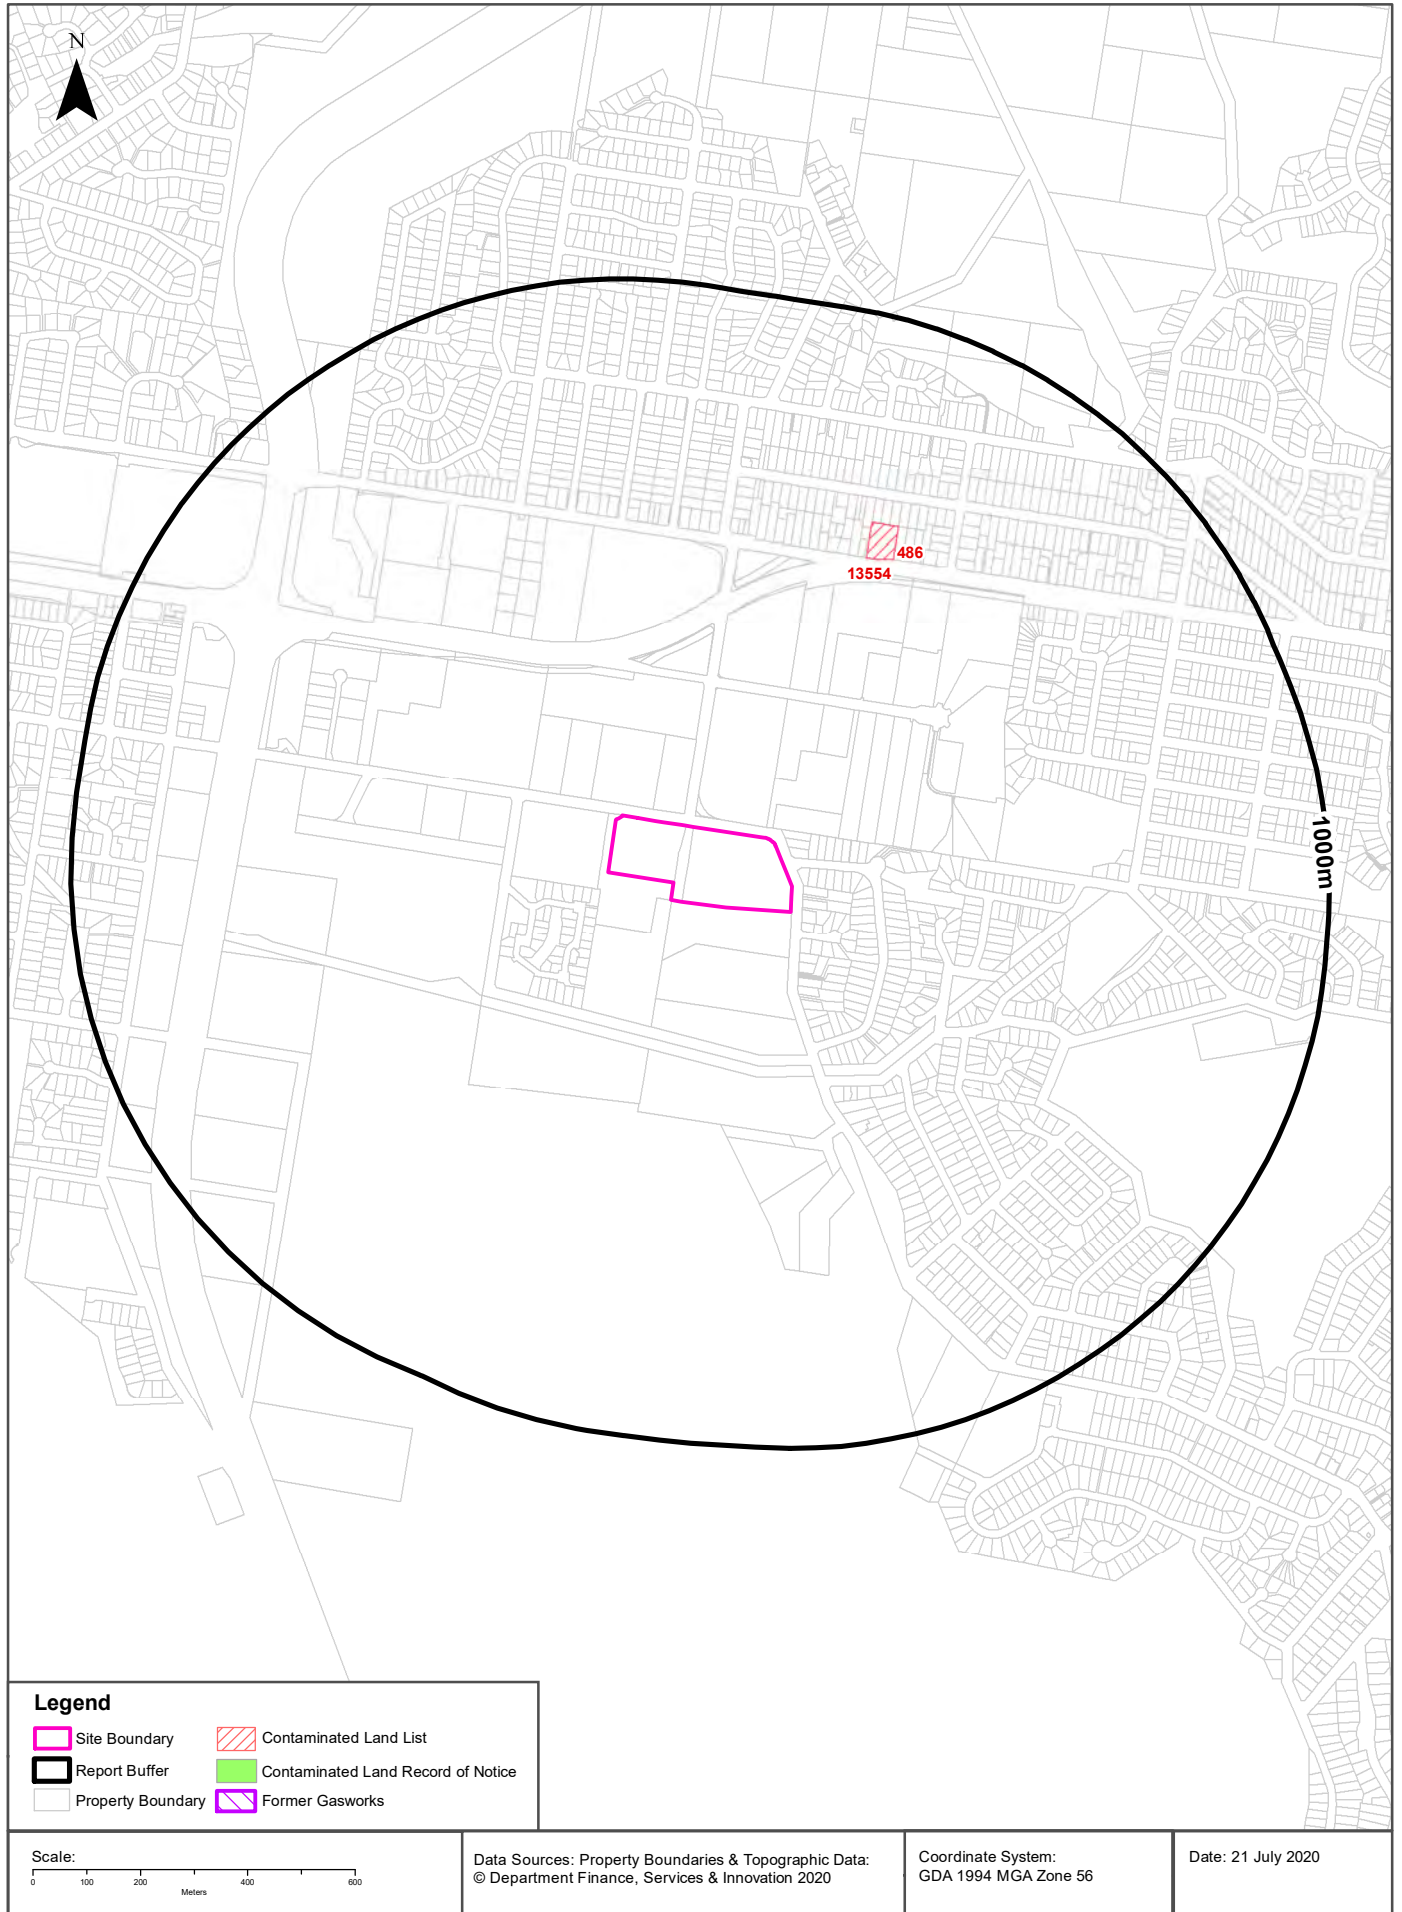 N
486
13554
1000m
Legend
Site Boundary
Contaminated Land List
Report Buffer
Contaminated Land Record of Notice
Property Boundary
Former Gasworks
Scale:
0 100 200 400 600
Meters
Data Sources: Property Boundaries & Topographic Data:
© Department Finance, Services & Innovation 2020
Coordinate System:
GDA 1994 MGA Zone 56
Date: 21 July 2020